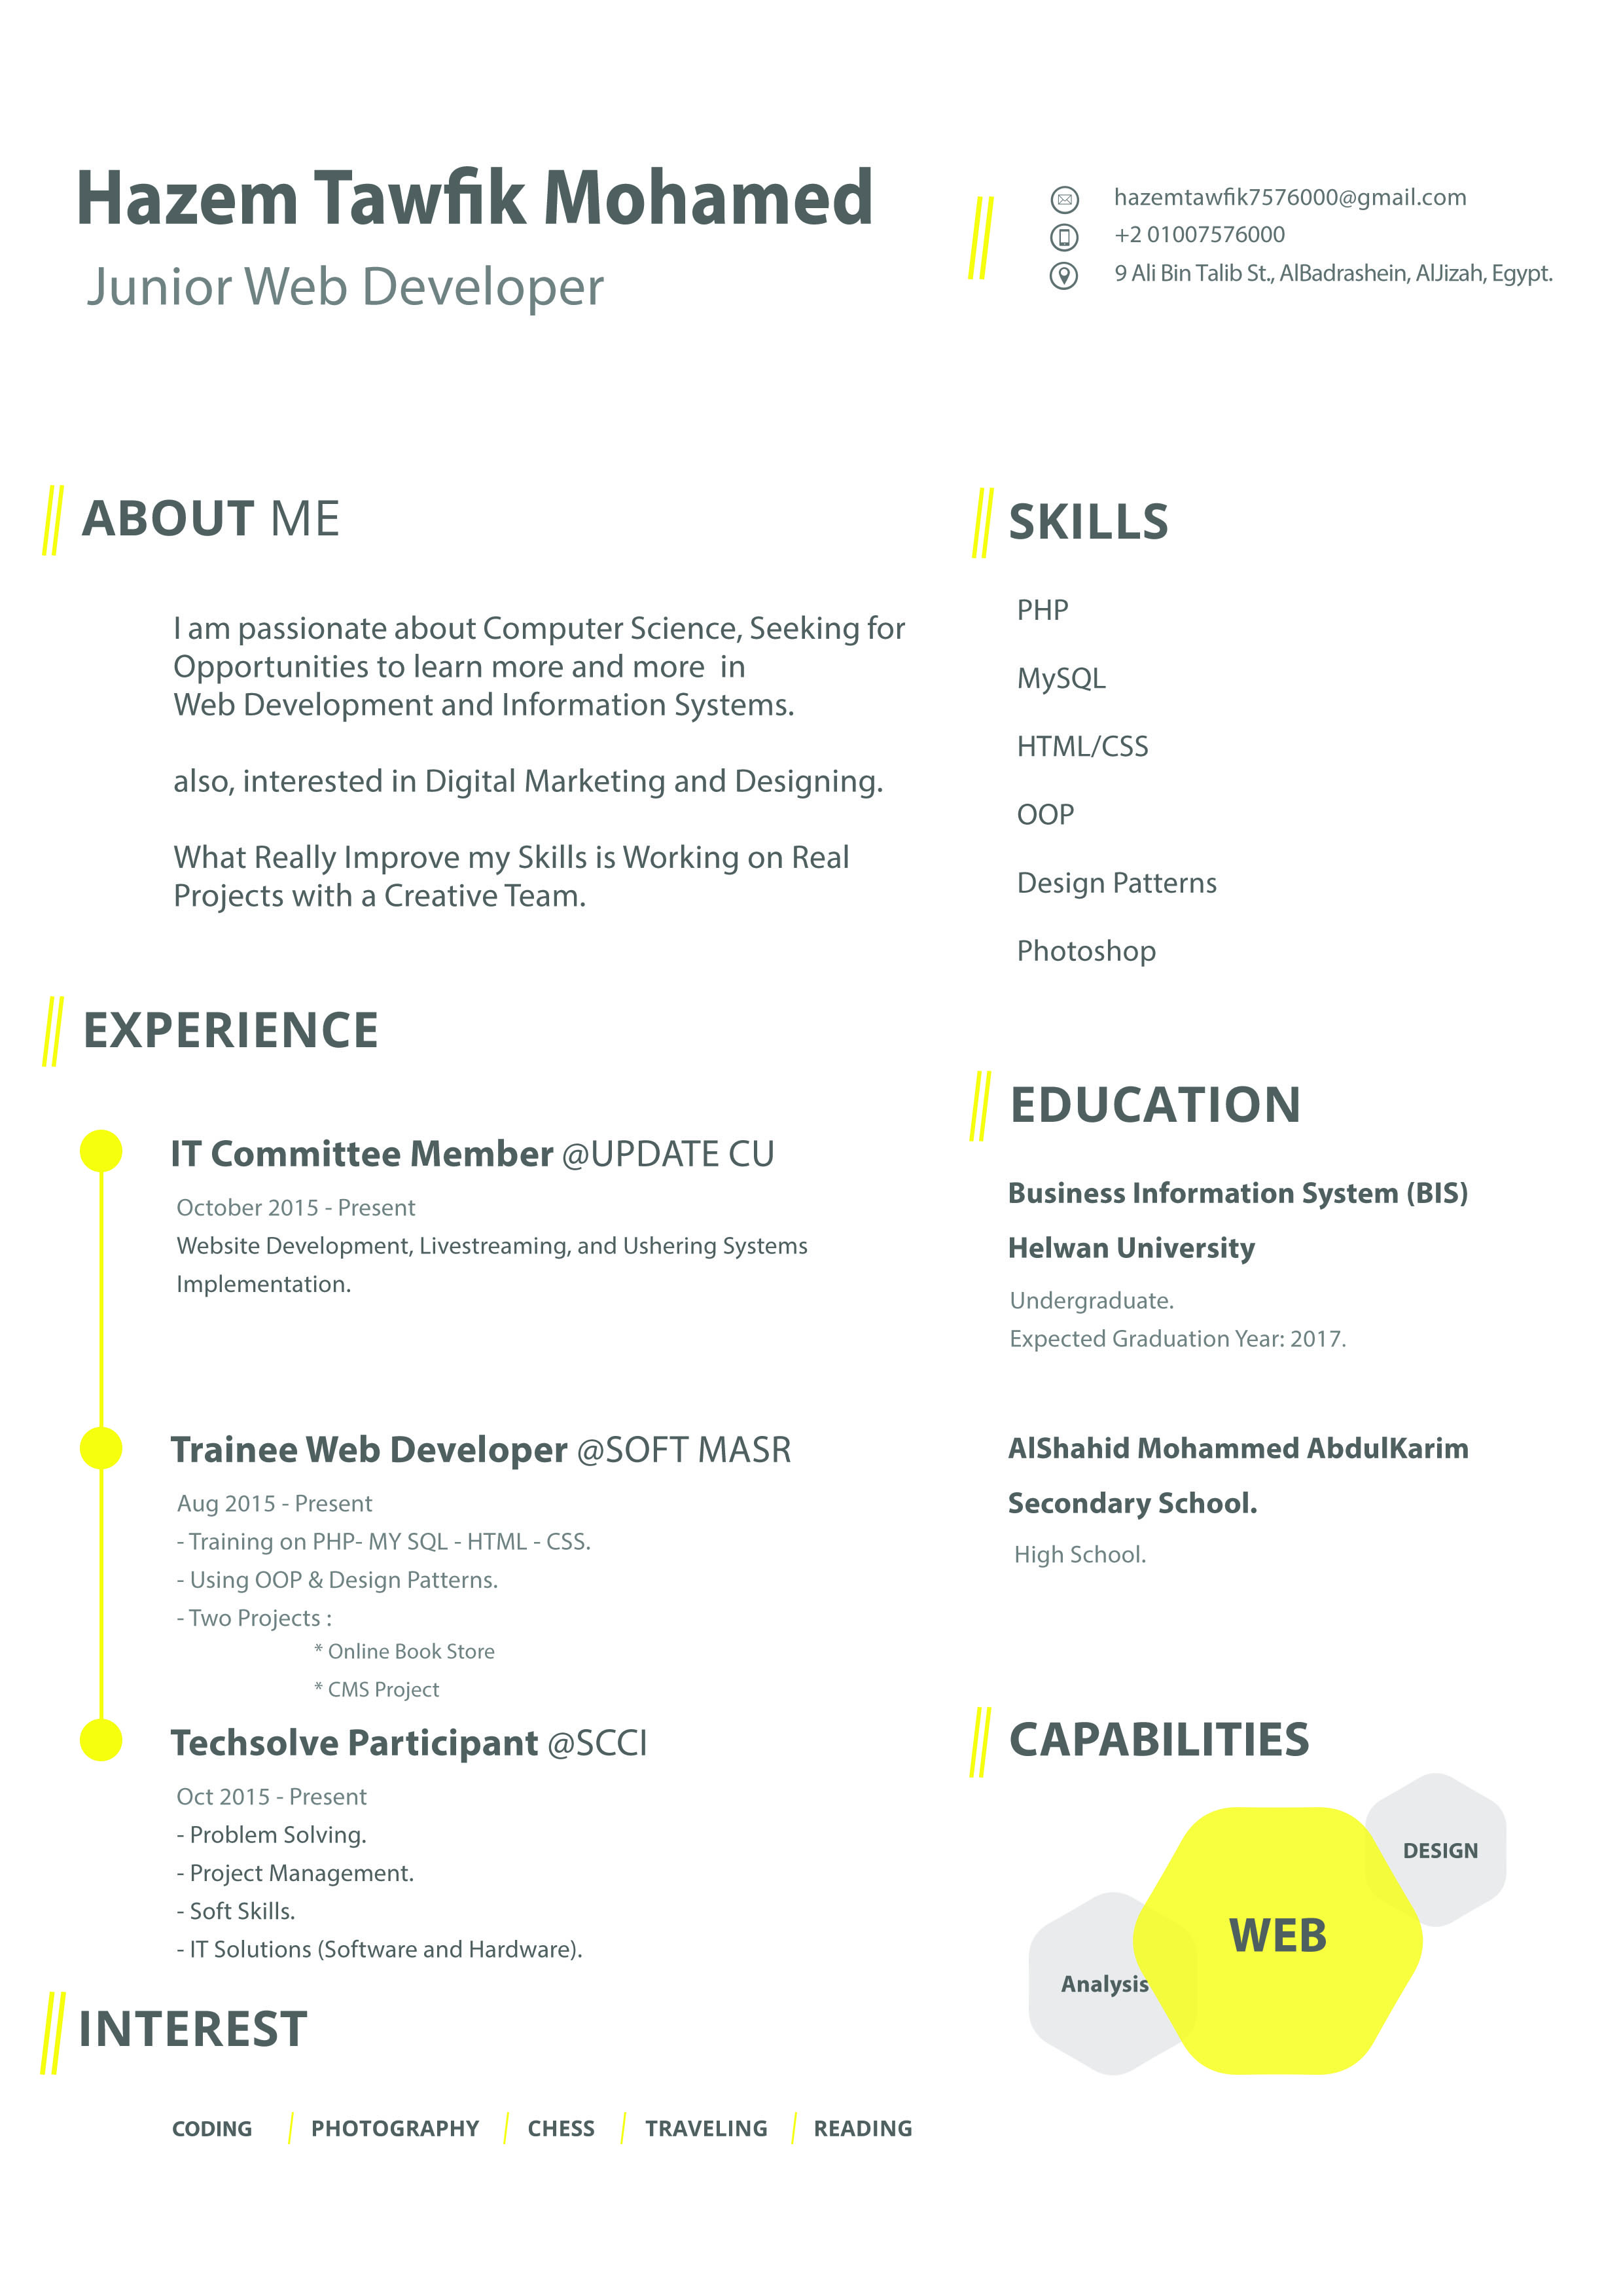 Hazem Tawfik Mohamed
Junior Web Developer
hazemtawfik7576000@gmail.com
+2 01007576000
9 Ali Bin Talib St., AlBadrashein, AlJizah, Egypt.
ABOUT ME
I am passionate about Computer Science, Seeking for
Opportunities to learn more and more in
Web Development and Information Systems.
also, interested in Digital Marketing and Designing.
What Really Improve my Skills is Working on Real
Projects with a Creative Team.
EXPERIENCE
IT Committee Member @UPDATE CU
October 2015 - Present
Website Development, Livestreaming, and Ushering Systems
Implementation.
Trainee Web Developer @SOFT MASR
Aug 2015 - Present
- Training on PHP- MY SQL - HTML - CSS.
- Using OOP & Design Patterns.
- Two Projects :
* Online Book Store
* CMS Project
Techsolve Participant @SCCI
Oct 2015 - Present
- Problem Solving.
- Project Management.
- Soft Skills.
- IT Solutions (Software and Hardware).
INTEREST
CODING / PHOTOGRAPHY / CHESS / TRAVELING / READING
SKILLS
PHP
MySQL
HTML/CSS
OOP
Design Patterns
Photoshop
EDUCATION
Business Information System (BIS)
Helwan University
Undergraduate.
Expected Graduation Year: 2017.
AlShahid Mohammed AbdulKarim
Secondary School.
High School.
CAPABILITIES
DESIGN
WEB
Analysis